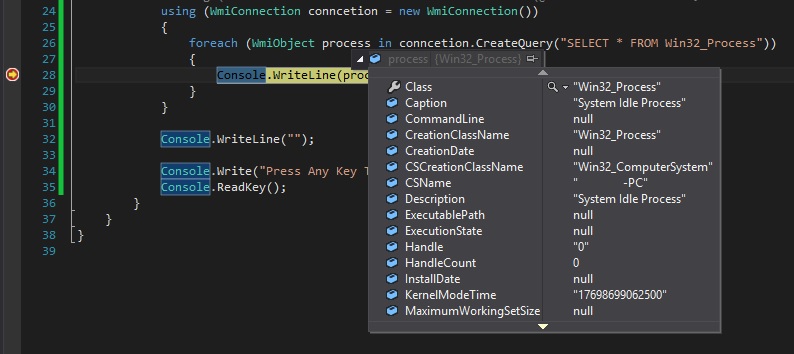 24 using (WmiConnection conncetion = new WmiConnection())
25 {
26 foreach (WmiObject process in conncetion.CreateQuery("SELECT * FROM Win32_Process"))
27 {
process {Win32_Process}
28 Console.WriteLine(proc
29 }
30 }
31
32 Console.WriteLine("");
33
34 Console.Write("Press Any Key T
35 Console.ReadKey();
36 }
37 }
38 }
39
Class "Win32_Process"
Caption "System Idle Process"
CommandLine null
CreationClassName "Win32_Process"
CreationDate null
CSCreationClassName "Win32_ComputerSystem"
CSName " -PC"
Description "System Idle Process"
ExecutablePath null
ExecutionState null
Handle "0"
HandleCount 0
InstallDate null
KernelModeTime "17698699062500"
MaximumWorkingSetSize null